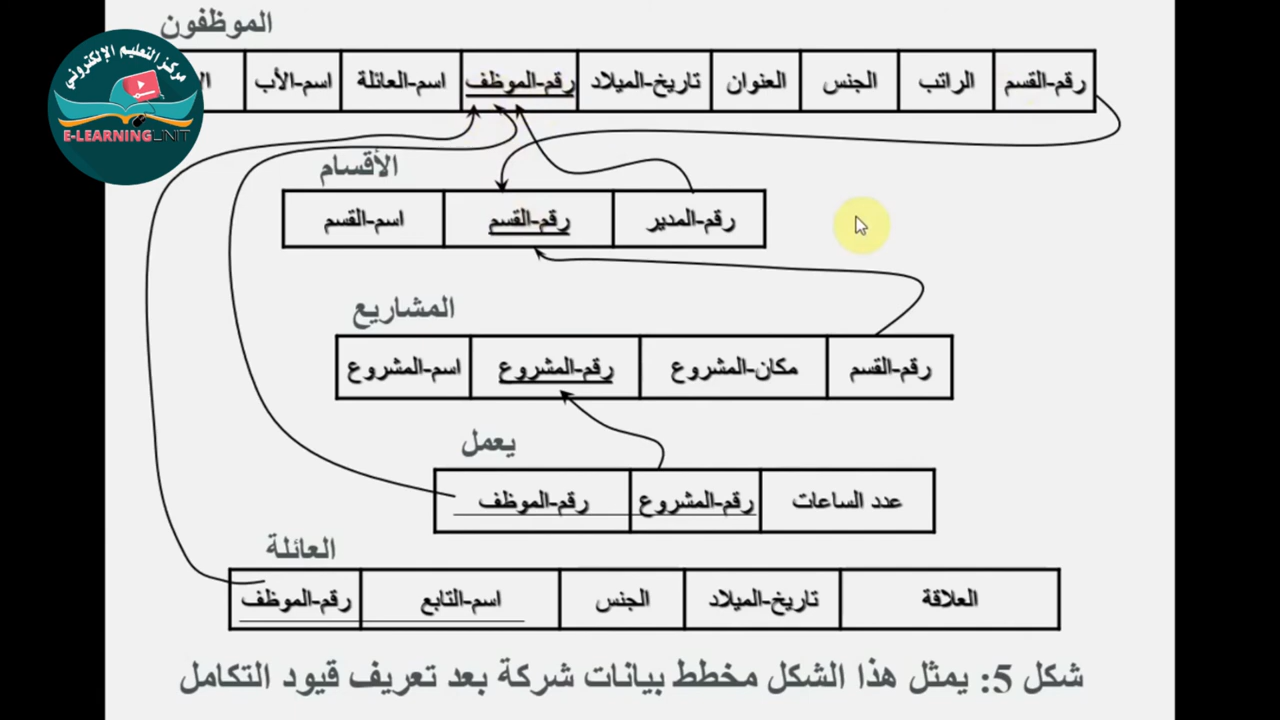 الموظفون
اسم-الأب اسم-العائلة رقم-الموظف تاريخ-الميلاد العنوان الجنس الراتب رقم-القسم
الأقسام
اسم-القسم رقم-القسم رقم-المدير
المشاريع
اسم-المشروع رقم-المشروع مكان-المشروع رقم-القسم
يعمل
رقم-الموظف رقم-المشروع عدد الساعات
العائلة
رقم-الموظف اسم-التابع الجنس تاريخ-الميلاد العلاقة
شكل 5: يمثل هذا الشكل مخطط بيانات شركة بعد تعريف قيود التكامل
مركز التعليم الإلكتروني
E-LEARNING UNIT